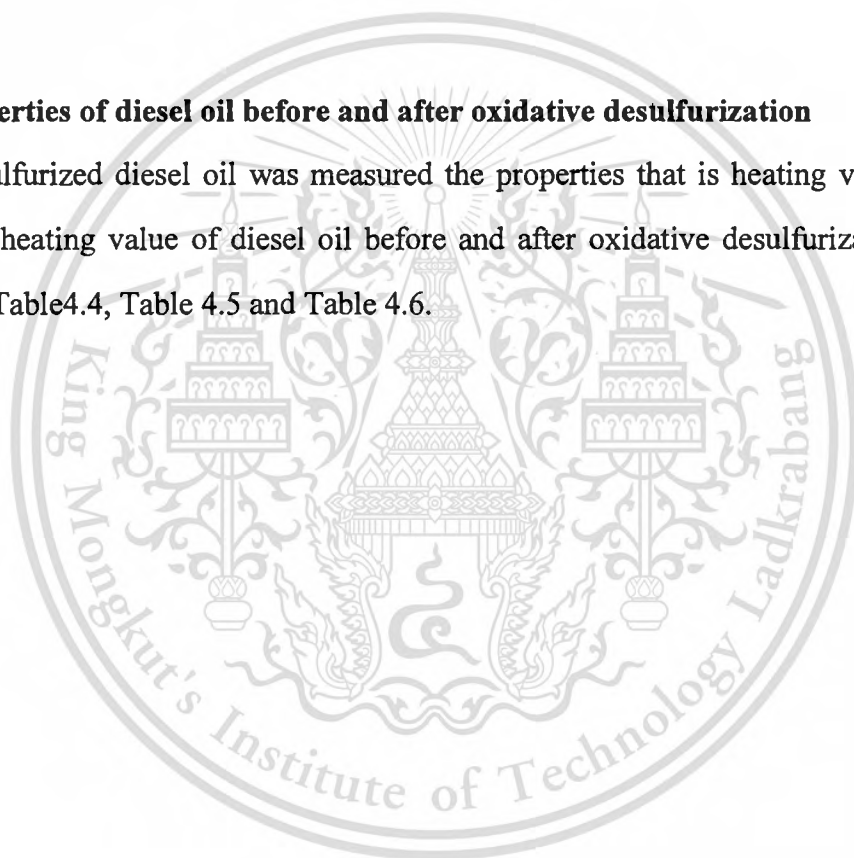 erties of diesel oil before and after oxidative desulfurization
lfurized diesel oil was measured the properties that is heating v
heating value of diesel oil before and after oxidative desulfuriza
Table4.4, Table 4.5 and Table 4.6.
King Mongkut's Institute of Technology Ladkrabang